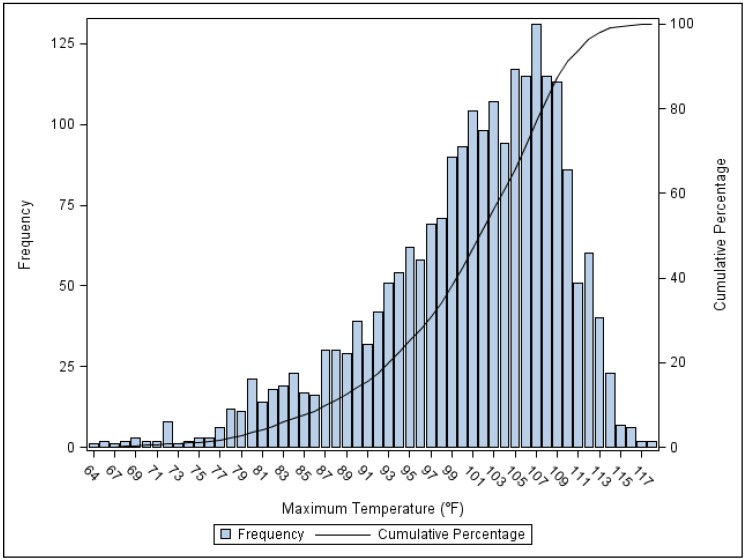 125
100
75
50
25
0
100
80
60
40
20
0
Frequency
Cumulative Percentage
64 67 69 71 73 75 77 79 81 83 85 87 89 91 93 95 97 99 101 103 105 107 109 111 113 115 117
Maximum Temperature (ºF)
Frequency Cumulative Percentage